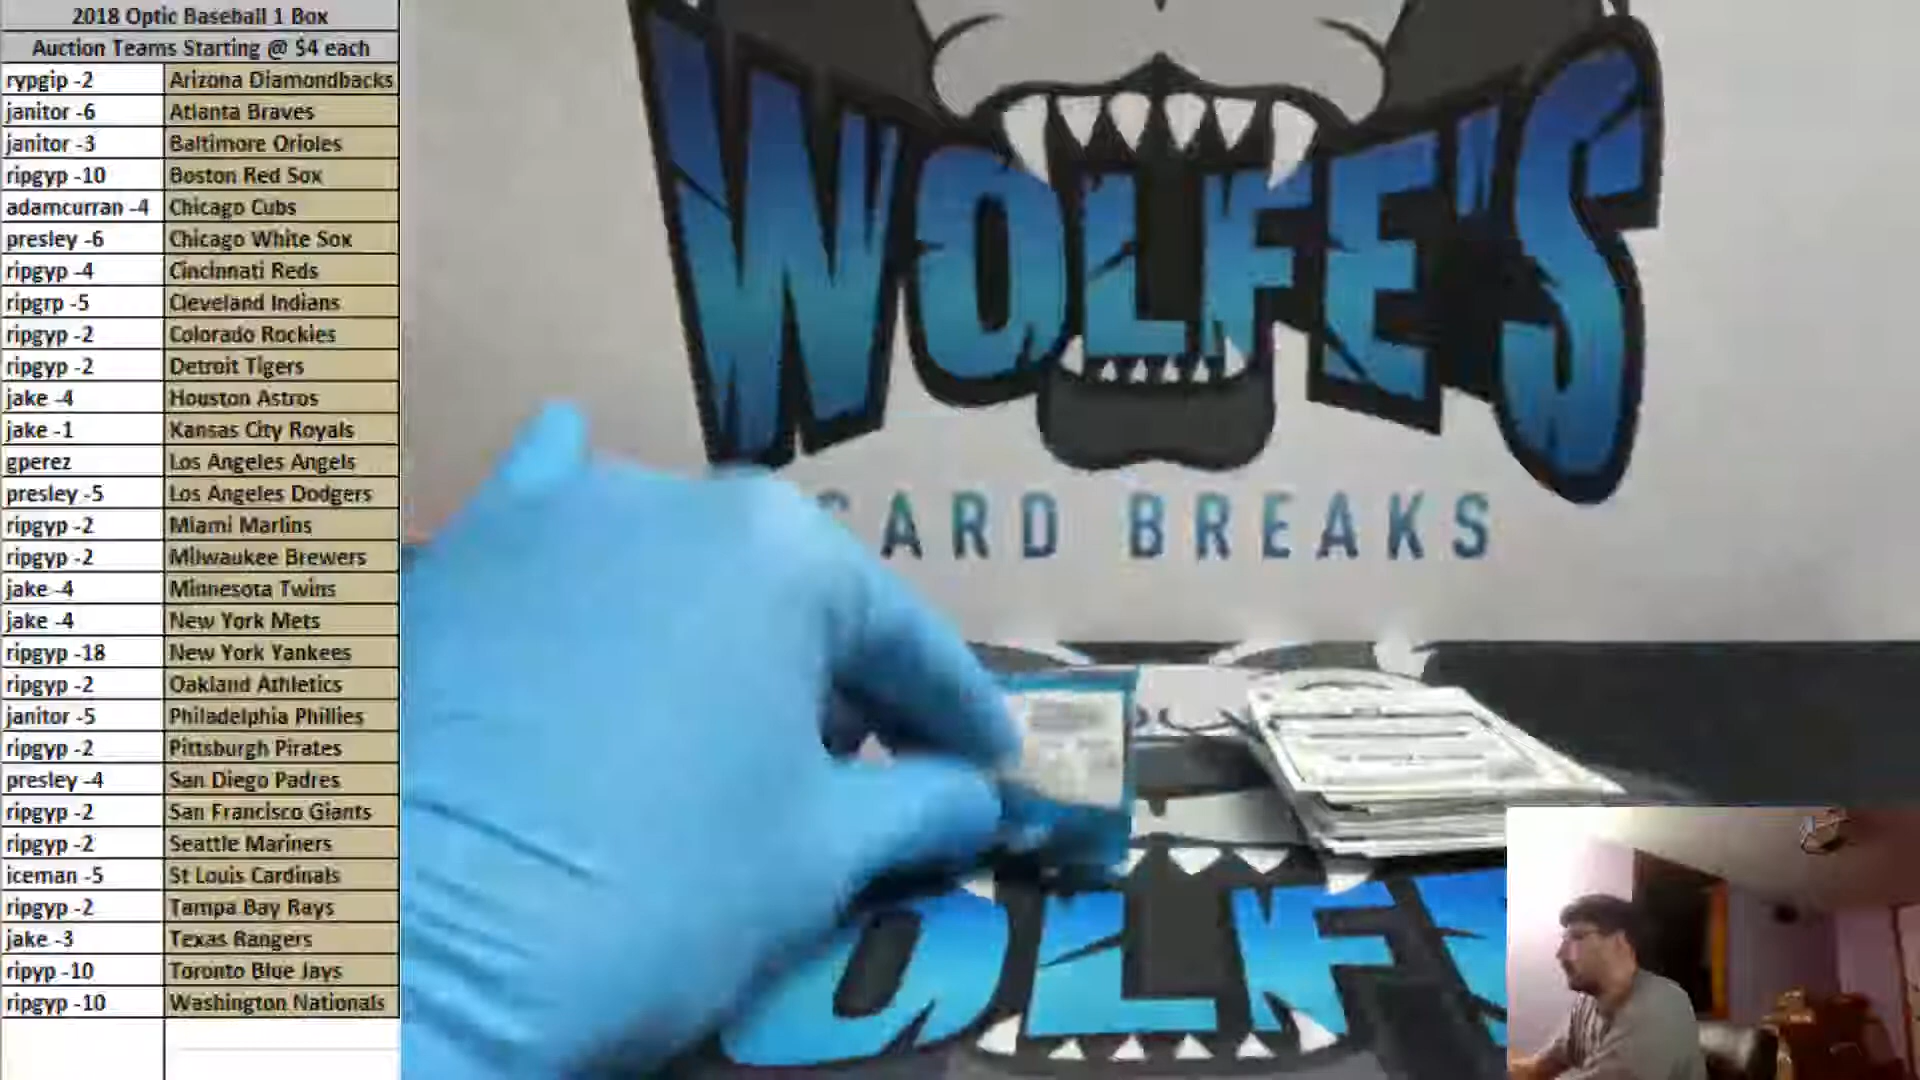 2018 Optic Baseball 1 Box
Auction Teams Starting @ $4 each
rypgip -2 Arizona Diamondbacks
janitor -6 Atlanta Braves
janitor -3 Baltimore Orioles
ripgyp -10 Boston Red Sox
adamcurran -4 Chicago Cubs
presley -6 Chicago White Sox
ripgyp -4 Cincinnati Reds
ripgrp -5 Cleveland Indians
ripgyp -2 Colorado Rockies
ripgyp -2 Detroit Tigers
jake -4 Houston Astros
jake -1 Kansas City Royals
gperez Los Angeles Angels
presley -5 Los Angeles Dodgers
ripgyp -2 Miami Marlins
ripgyp -2 Milwaukee Brewers
jake -4 Minnesota Twins
jake -4 New York Mets
ripgyp -18 New York Yankees
ripgyp -2 Oakland Athletics
janitor -5 Philadelphia Phillies
ripgyp -2 Pittsburgh Pirates
presley -4 San Diego Padres
ripgyp -2 San Francisco Giants
ripgyp -2 Seattle Mariners
iceman -5 St Louis Cardinals
ripgyp -2 Tampa Bay Rays
jake -3 Texas Rangers
ripyp -10 Toronto Blue Jays
ripgyp -10 Washington Nationals
WOLFE'S
CARD BREAKS
OLF